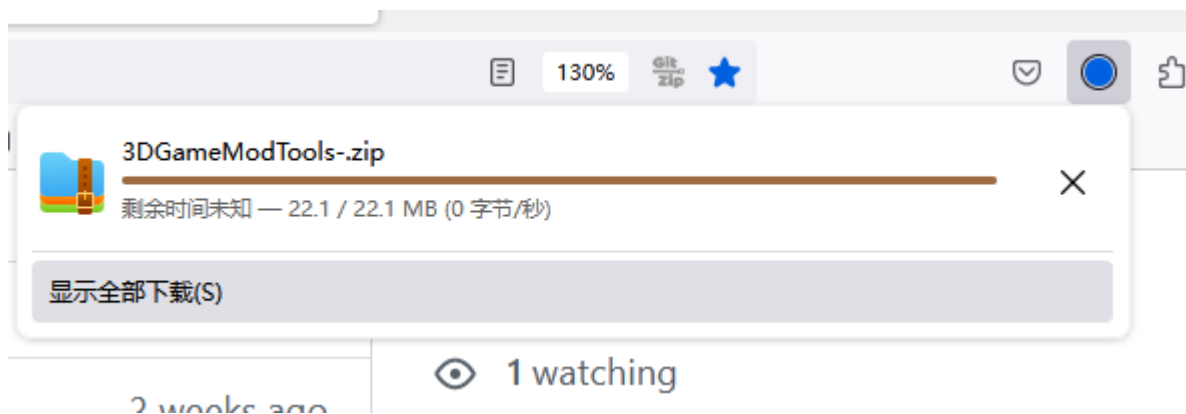 130%
Git
Zip
3DGameModTools-.zip
剩余时间未知 — 22.1 / 22.1 MB (0 字节/秒)
显示全部下载(S)
1 watching
2 weeks ago